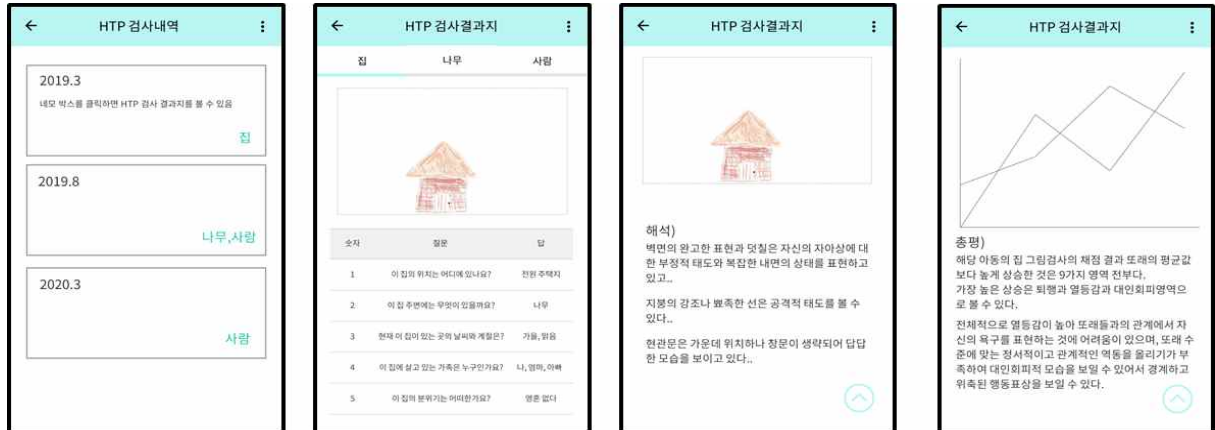 HTP 검사내역
2019.3
네모 박스를 클릭하면 HTP 검사 결과지를 볼 수 있음
집
2019.8
나무,사람
2020.3
사람
HTP 검사결과지
집 나무 사람
숫자 질문 답
1 이 집의 위치는 어디에 있나요? 전원 주택지
2 이 집 주변에는 무엇이 있을까요? 나무
3 현재 이 집이 있는 곳의 날씨와 계절은? 가을, 맑음
4 이 집에 살고 있는 가족은 누구인가요? 나, 엄마, 아빠
5 이 집의 분위기는 어떠한가요? 영혼 없다
HTP 검사결과지
해석)
벽면의 완고한 표현과 덧칠은 자신의 자아상에 대
한 부정적 태도와 복잡한 내면의 상태를 표현하고
있고..
지붕의 강조나 뾰족한 선은 공격적 태도를 볼 수
있다..
현관문은 가운데 위치하나 창문이 생략되어 답답
한 모습을 보이고 있다..
HTP 검사결과지
총평)
해당 아동의 집 그림검사의 채점 결과 또래의 평균값
보다 높게 상승한 것은 9가지 영역 전부다.
가장 높은 상승은 퇴행과 열등감과 대인회피영역으
로 볼 수 있다.
전체적으로 열등감이 높아 또래들과의 관계에서 자
신의 욕구를 표현하는 것에 어려움이 있으며, 또래 수
준에 맞는 정서적이고 관계적인 역동을 올리기가 부
족하여 대인회피적 모습을 보일 수 있어서 경계하고
위축된 행동표상을 보일 수 있다.